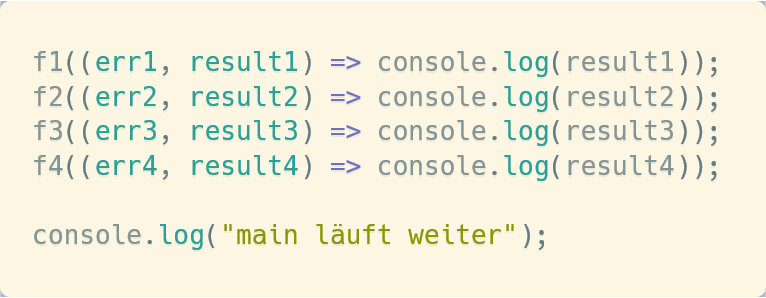 f1((err1, result1) => console.log(result1));
f2((err2, result2) => console.log(result2));
f3((err3, result3) => console.log(result3));
f4((err4, result4) => console.log(result4));
console.log("main läuft weiter");